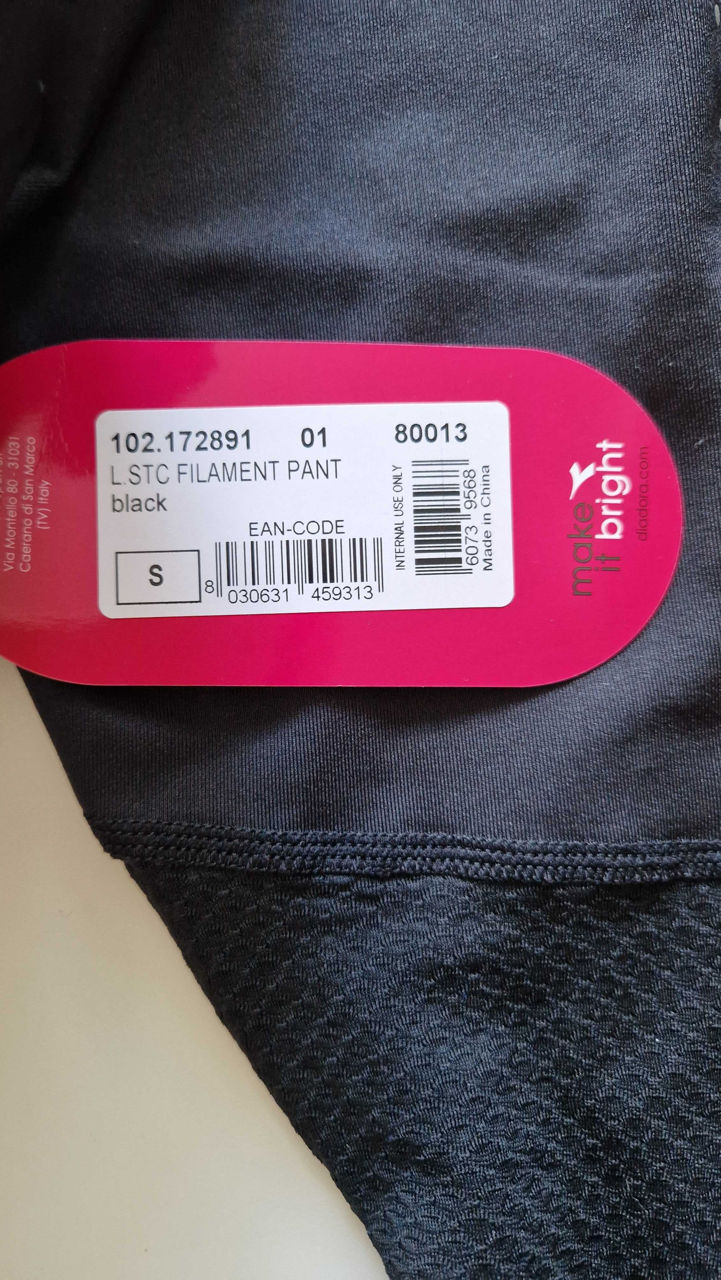 102.172891 01 80013
L.STC FILAMENT PANT
black
EAN-CODE
S
8 030631 459313
INTERNAL USE ONLY
6073 9568
Made in China
make
it bright
diadora.com
Via Montello 80 - 31031
Caerano di San Marco
(TV) Italy